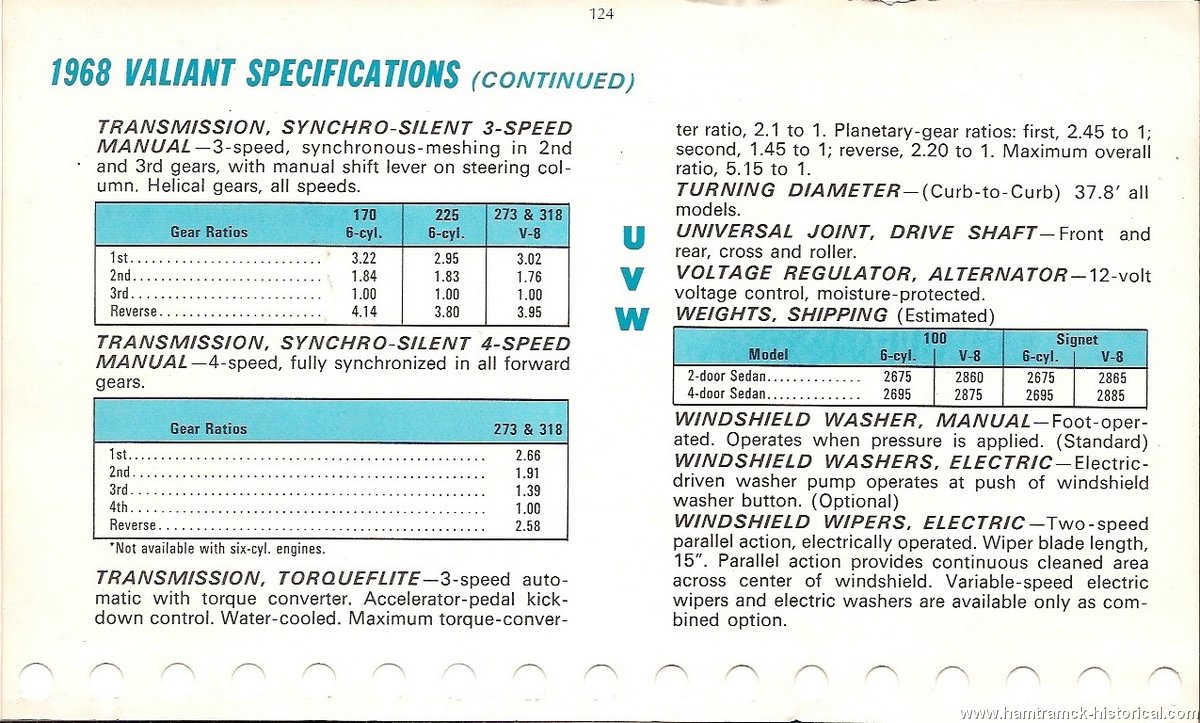 124
1968 VALIANT SPECIFICATIONS (CONTINUED)
TRANSMISSION, SYNCHRO-SILENT 3-SPEED
MANUAL—3-speed, synchronous-meshing in 2nd
and 3rd gears, with manual shift lever on steering col-
umn. Helical gears, all speeds.
170 225 273 & 318
Gear Ratios 6-cyl. 6-cyl. V-8
1st............................ 3.22 2.95 3.02
2nd............................ 1.84 1.83 1.76
3rd............................ 1.00 1.00 1.00
Reverse........................ 4.14 3.80 3.95
TRANSMISSION, SYNCHRO-SILENT 4-SPEED
MANUAL—4-speed, fully synchronized in all forward
gears.
Gear Ratios 273 & 318
1st.................................................... 2.66
2nd.................................................... 1.91
3rd.................................................... 1.39
4th.................................................... 1.00
Reverse................................................ 2.58
*Not available with six-cyl. engines.
TRANSMISSION, TORQUEFLITE—3-speed auto-
matic with torque converter. Accelerator-pedal kick-
down control. Water-cooled. Maximum torque-conver-
ter ratio, 2.1 to 1. Planetary-gear ratios: first, 2.45 to 1;
second, 1.45 to 1; reverse, 2.20 to 1. Maximum overall
ratio, 5.15 to 1.
TURNING DIAMETER—(Curb-to-Curb) 37.8′ all
models.
U
UNIVERSAL JOINT, DRIVE SHAFT—Front and
rear, cross and roller.
V
VOLTAGE REGULATOR, ALTERNATOR—12-volt
voltage control, moisture-protected.
W
WEIGHTS, SHIPPING (Estimated)
100 Signet
Model 6-cyl. V-8 6-cyl. V-8
2-door Sedan.............. 2675 2860 2675 2865
4-door Sedan.............. 2695 2875 2695 2885
WINDSHIELD WASHER, MANUAL—Foot-oper-
ated. Operates when pressure is applied. (Standard)
WINDSHIELD WASHERS, ELECTRIC—Electric-
driven washer pump operates at push of windshield
washer button. (Optional)
WINDSHIELD WIPERS, ELECTRIC—Two-speed
parallel action, electrically operated. Wiper blade length,
15″. Parallel action provides continuous cleaned area
across center of windshield. Variable-speed electric
wipers and electric washers are available only as com-
bined option.
www.hamtramck-historical.com